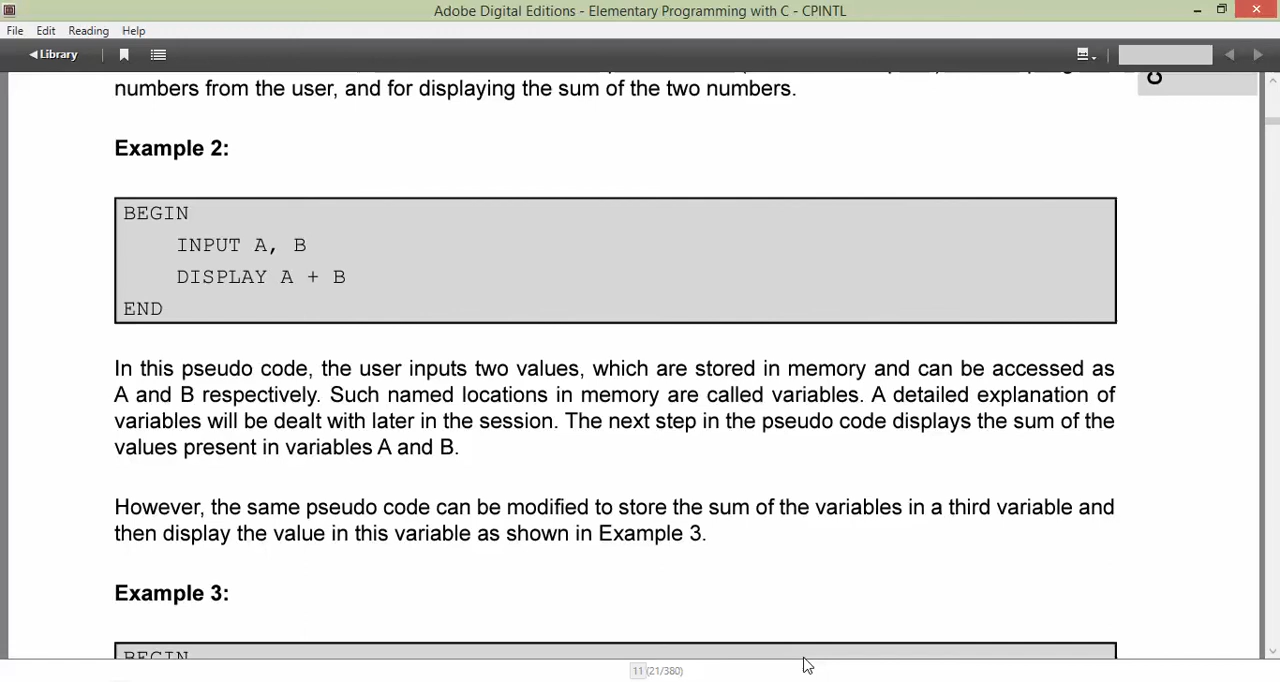 Adobe Digital Editions - Elementary Programming with C - CPINTL
File Edit Reading Help
Library
numbers from the user, and for displaying the sum of the two numbers.
Example 2:
BEGIN
INPUT A, B
DISPLAY A + B
END
In this pseudo code, the user inputs two values, which are stored in memory and can be accessed as
A and B respectively. Such named locations in memory are called variables. A detailed explanation of
variables will be dealt with later in the session. The next step in the pseudo code displays the sum of the
values present in variables A and B.
However, the same pseudo code can be modified to store the sum of the variables in a third variable and
then display the value in this variable as shown in Example 3.
Example 3:
BEGIN
11 (21/380)